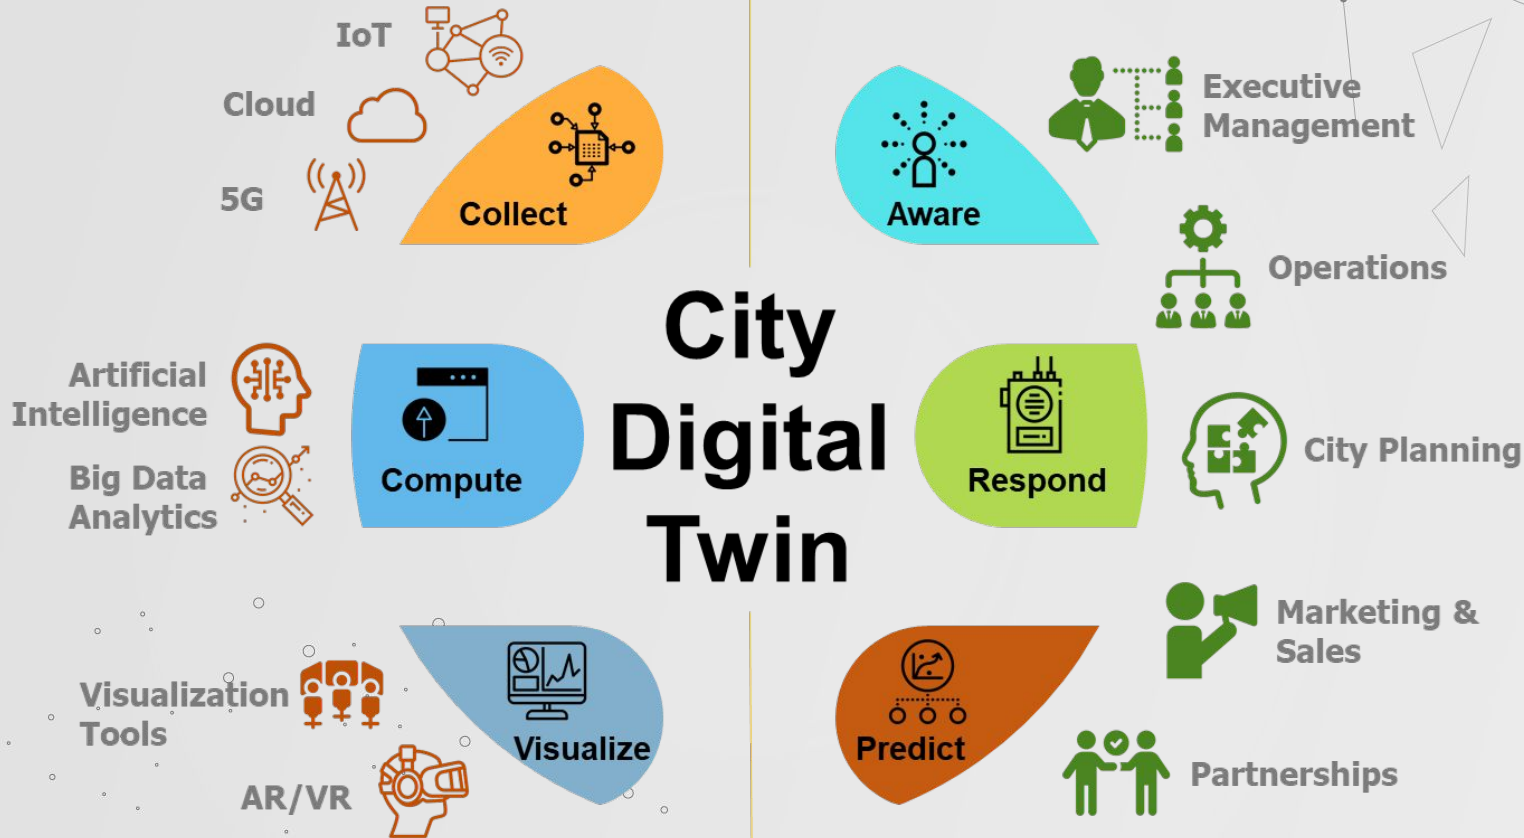 IoT
Cloud
5G
Collect
Artificial
Intelligence
Big Data
Analytics
Compute
Visualization
Tools
AR/VR
Visualize
City
Digital
Twin
Aware
Executive
Management
Operations
Respond
City Planning
Predict
Marketing &
Sales
Partnerships